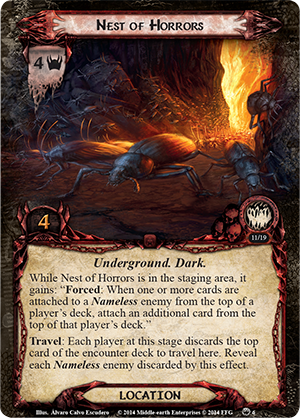 NEST OF HORRORS
4
4
11/19
Underground. Dark.
While Nest of Horrors is in the staging area, it
gains: “Forced: When one or more cards are
attached to a Nameless enemy from the top of a
player’s deck, attach an additional card from the
top of that player’s deck.”
Travel: Each player at this stage discards the top
card of the encounter deck to travel here. Reveal
each Nameless enemy discarded by this effect.
LOCATION
Illus. Álvaro Calvo Escudero © 2014 Middle-earth Enterprises © 2014 FFG